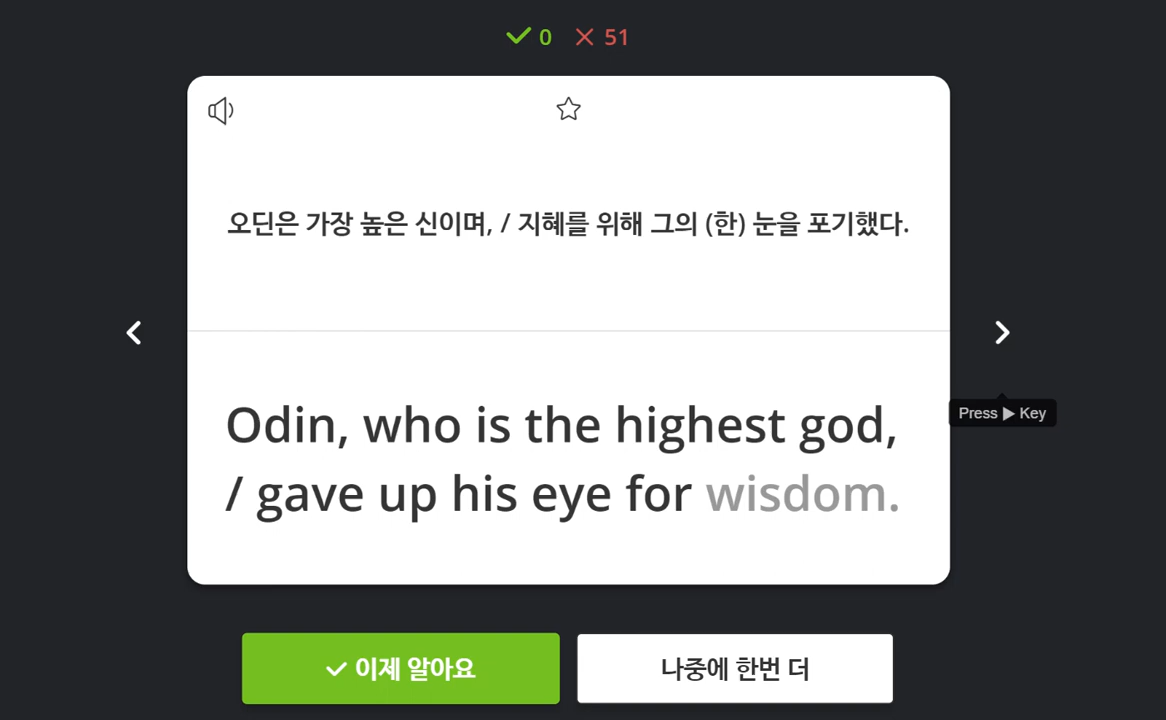 0 51
오딘은 가장 높은 신이며, / 지혜를 위해 그의 (한) 눈을 포기했다.
Odin, who is the highest god,
/ gave up his eye for wisdom.
Press ▶ Key
이제 알아요 나중에 한번 더